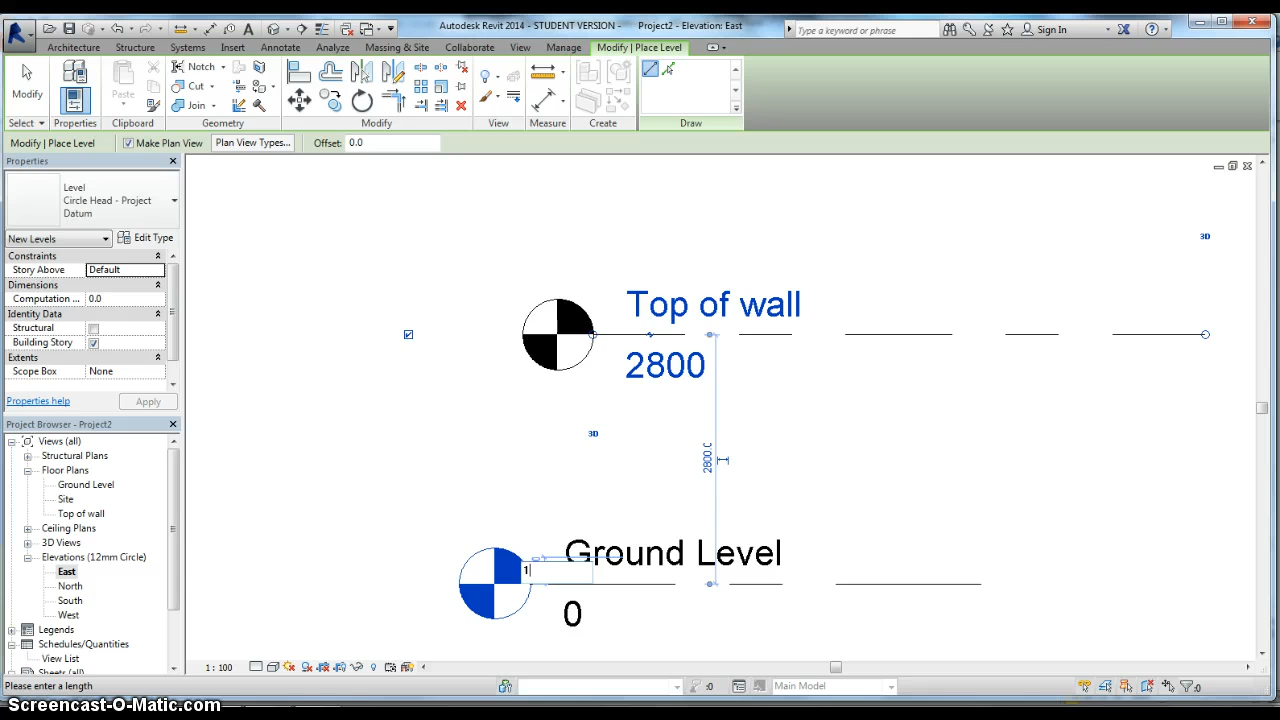 Autodesk Revit 2014 - STUDENT VERSION - Project2 - Elevation: East
Type a keyword or phrase
Sign In
Architecture Structure Systems Insert Annotate Analyze Massing & Site Collaborate View Manage Modify | Place Level
Modify
Paste
Notch
Cut
Join
Select Properties Clipboard Geometry Modify View Measure Create Draw
Modify | Place Level Make Plan View Plan View Types... Offset: 0.0
Properties
Level
Circle Head - Project
Datum
New Levels Edit Type
Constraints
Story Above Default
Dimensions
Computation ... 0.0
Identity Data
Structural
Building Story
Extents
Scope Box None
Properties help Apply
Project Browser - Project2
Views (all)
Structural Plans
Floor Plans
Ground Level
Site
Top of wall
Ceiling Plans
3D Views
Elevations (12mm Circle)
East
North
South
West
Legends
Schedules/Quantities
View List
Sheets (all)
3D
Top of wall
2800
3D
2800.0
Ground Level
1
0
1 : 100
Please enter a length
:0
Main Model
:0
Screencast-O-Matic.com